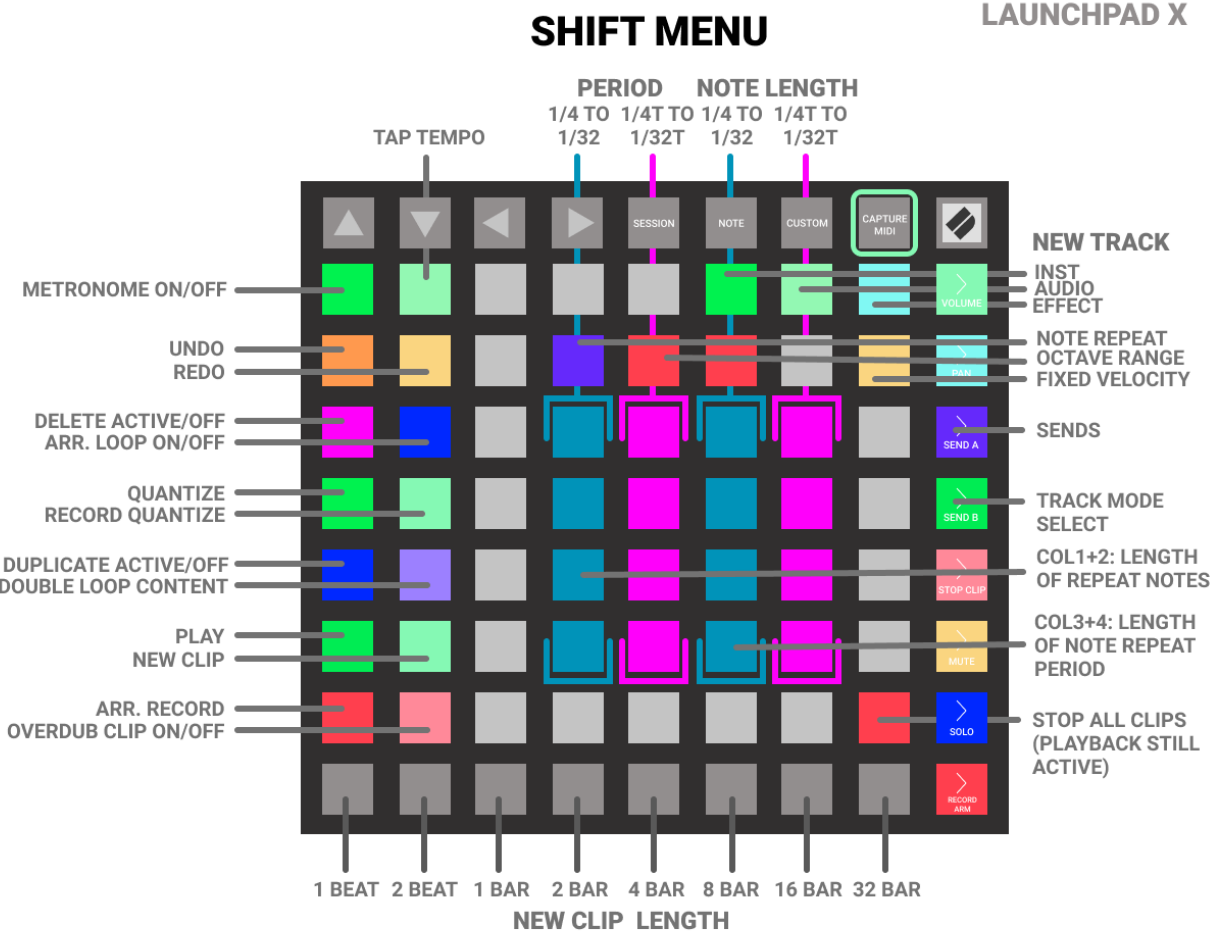 LAUNCHPAD X
SHIFT MENU
PERIOD
NOTE LENGTH
1/4 TO 1/32
1/4T TO 1/32T
1/4 TO 1/32
1/4T TO 1/32T
TAP TEMPO
SESSION
NOTE
CUSTOM
CAPTURE
MIDI
NEW TRACK
METRONOME ON/OFF
VOLUME
INST
AUDIO
EFFECT
UNDO
REDO
PAN
NOTE REPEAT
OCTAVE RANGE
FIXED VELOCITY
DELETE ACTIVE/OFF
ARR. LOOP ON/OFF
SEND A
SENDS
QUANTIZE
RECORD QUANTIZE
SEND B
TRACK MODE
SELECT
DUPLICATE ACTIVE/OFF
DOUBLE LOOP CONTENT
STOP CLIP
COL1+2: LENGTH
OF REPEAT NOTES
PLAY
NEW CLIP
MUTE
COL3+4: LENGTH
OF NOTE REPEAT
PERIOD
ARR. RECORD
OVERDUB CLIP ON/OFF
SOLO
STOP ALL CLIPS
(PLAYBACK STILL
ACTIVE)
RECORD
ARM
1 BEAT
2 BEAT
1 BAR
2 BAR
4 BAR
8 BAR
16 BAR
32 BAR
NEW CLIP LENGTH